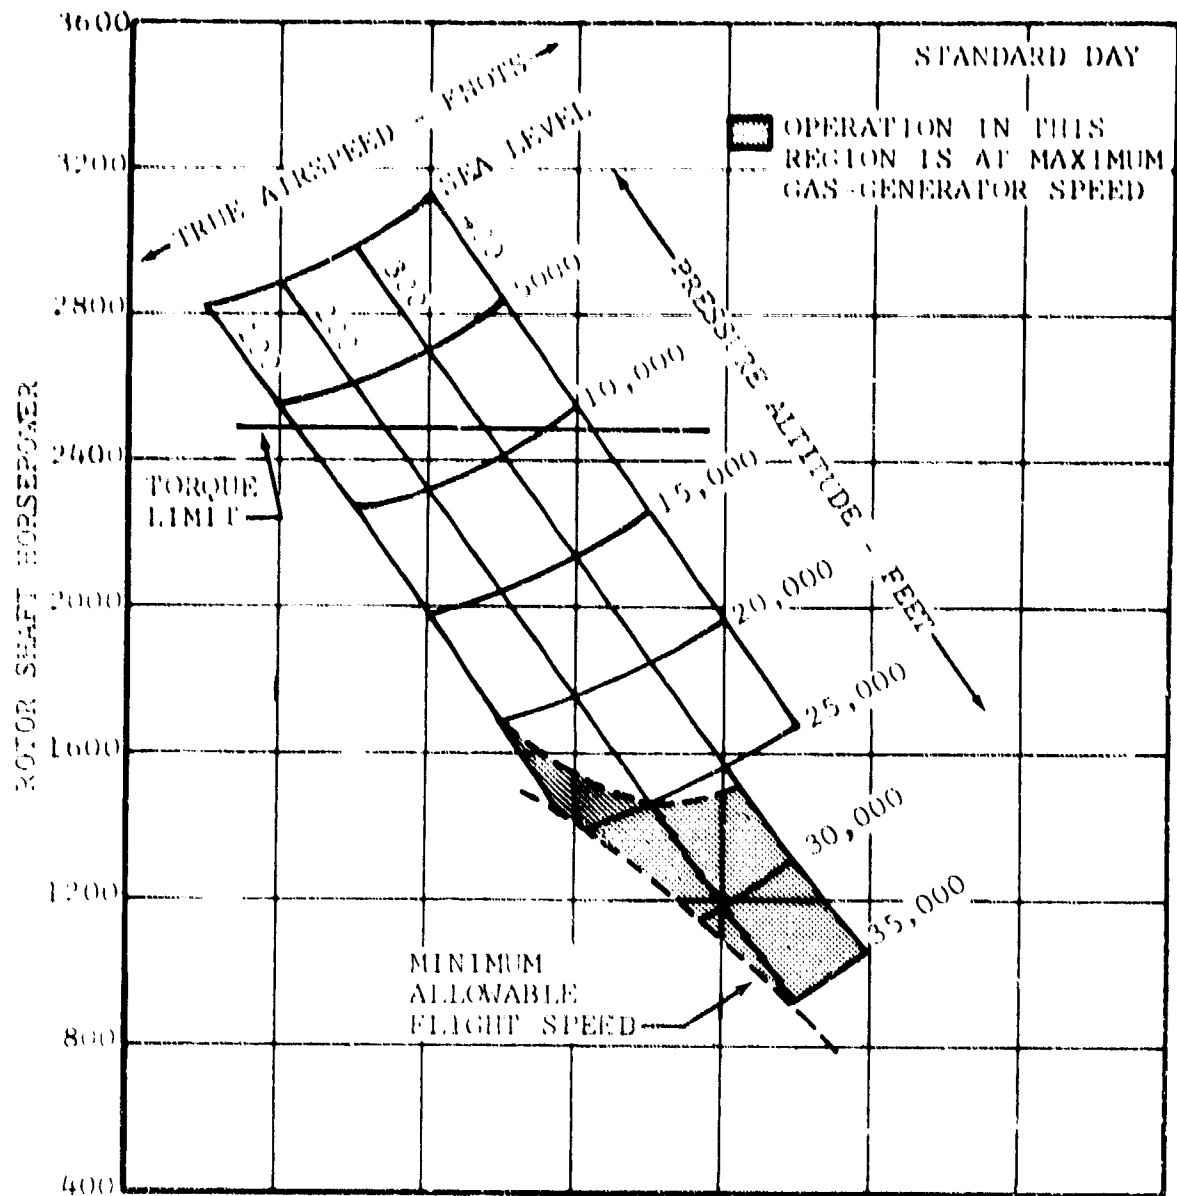 3600
STANDARD DAY
TRUE AIRSPEED - KNOTS
SEA LEVEL
OPERATION IN THIS
REGION IS AT MAXIMUM
GAS-GENERATOR SPEED
3200
PRESSURE ALTITUDE - FEET
400
300
5000
2800
10,000
ROTOR SHAFT HORSEPOWER
2400
TORQUE
LIMIT
15,000
20,000
2000
25,000
1600
30,000
1200
35,000
MINIMUM
ALLOWABLE
FLIGHT SPEED
800
400